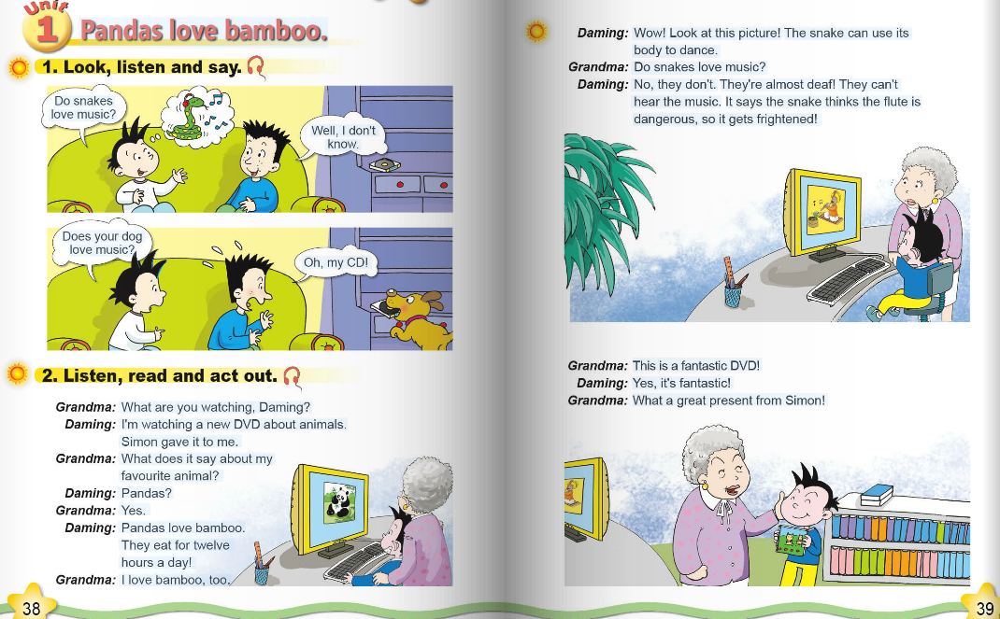 Unit
1 Pandas love bamboo.
1. Look, listen and say.
Do snakes
love music?
Well, I don't
know.
Does your dog
love music?
Oh, my CD!
2. Listen, read and act out.
Grandma: What are you watching, Daming?
Daming: I'm watching a new DVD about animals.
Simon gave it to me.
Grandma: What does it say about my
favourite animal?
Daming: Pandas?
Grandma: Yes.
Daming: Pandas love bamboo.
They eat for twelve
hours a day!
Grandma: I love bamboo, too.
38
Daming: Wow! Look at this picture! The snake can use its
body to dance.
Grandma: Do snakes love music?
Daming: No, they don't. They're almost deaf! They can't
hear the music. It says the snake thinks the flute is
dangerous, so it gets frightened!
Grandma: This is a fantastic DVD!
Daming: Yes, it's fantastic!
Grandma: What a great present from Simon!
39